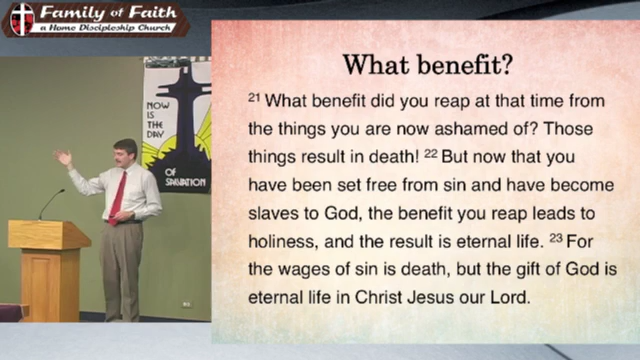 Family of Faith
a Home Discipleship Church
NOW
IS
THE
DAY
OF
SALVATION
What benefit?
21 What benefit did you reap at that time from
the things you are now ashamed of? Those
things result in death! 22 But now that you
have been set free from sin and have become
slaves to God, the benefit you reap leads to
holiness, and the result is eternal life. 23 For
the wages of sin is death, but the gift of God is
eternal life in Christ Jesus our Lord.